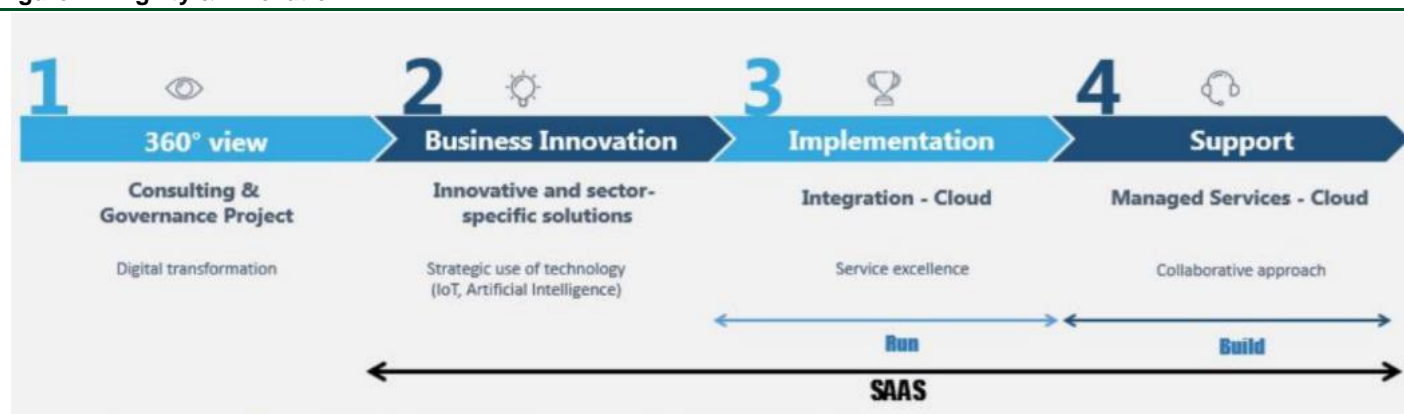 1
360° view
Consulting &
Governance Project
Digital transformation
2
Business Innovation
Innovative and sector-
specific solutions
Strategic use of technology
(IoT, Artificial Intelligence)
3
Implementation
Integration - Cloud
Service excellence
4
Support
Managed Services - Cloud
Collaborative approach
Run
Build
SAAS